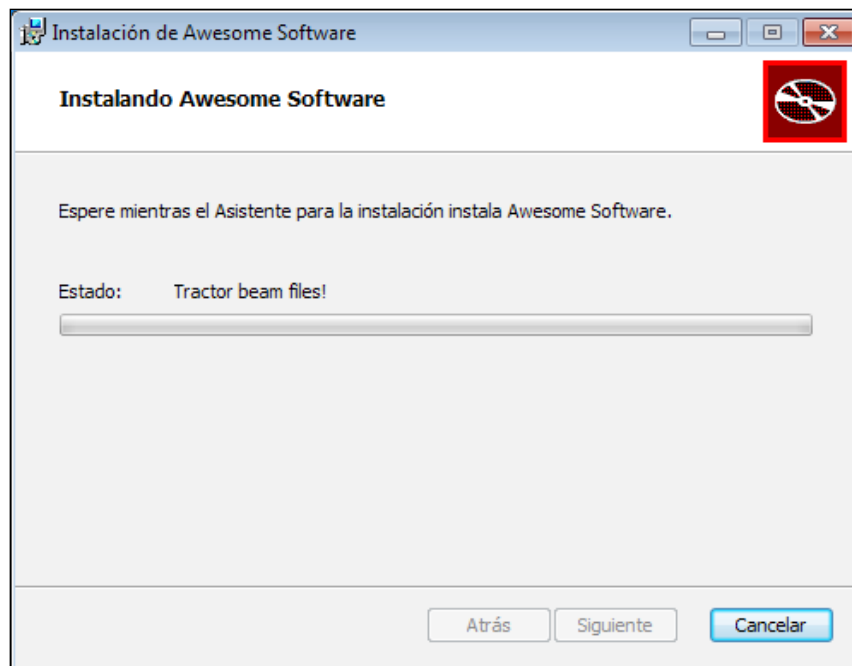 Instalación de Awesome Software
Instalando Awesome Software
Espere mientras el Asistente para la instalación instala Awesome Software.
Estado: Tractor beam files!
Atrás Siguiente Cancelar